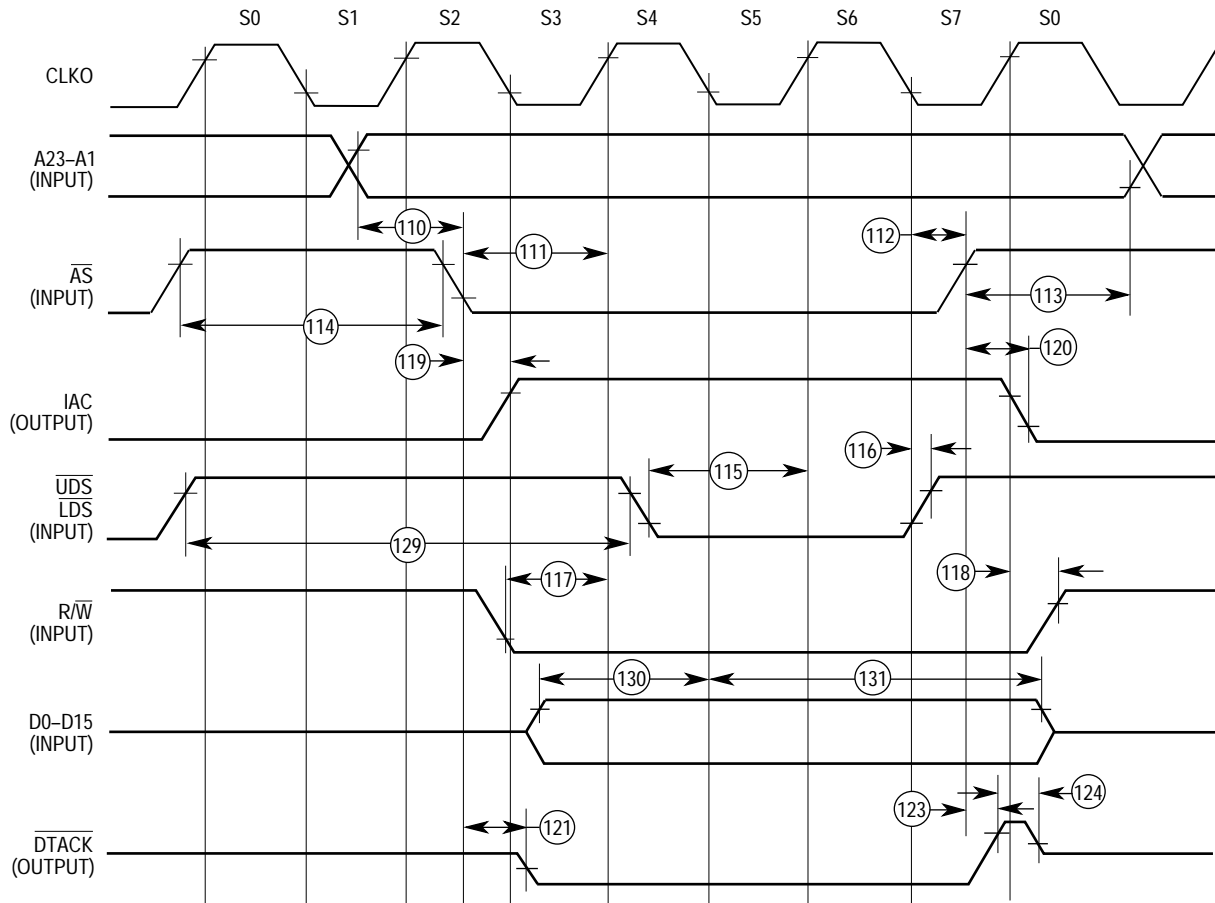 S0 S1 S2 S3 S4 S5 S6 S7 S0
CLKO
A23–A1
(INPUT)
110
111
112
AS
(INPUT)
113
114
119
120
IAC
(OUTPUT)
116
115
UDS
LDS
(INPUT)
129
117
118
R/W
(INPUT)
130
131
D0–D15
(INPUT)
124
123
121
DTACK
(OUTPUT)